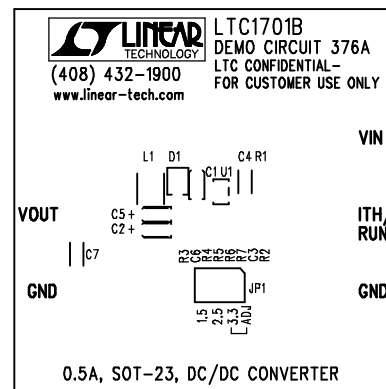 LINEAR
TECHNOLOGY
(408) 432-1900
www.linear-tech.com
LTC1701B
DEMO CIRCUIT 376A
LTC CONFIDENTIAL-
FOR CUSTOMER USE ONLY
VIN
L1 D1 C1 U1 C4 R1
VOUT
C5 +
C2 +
ITH/
RUN
C7
R3 C6 R4 R5 R6 R7 C3 R2
GND
JP1
GND
1.5 2.5 3.3 ADJ
0.5A, SOT-23, DC/DC CONVERTER